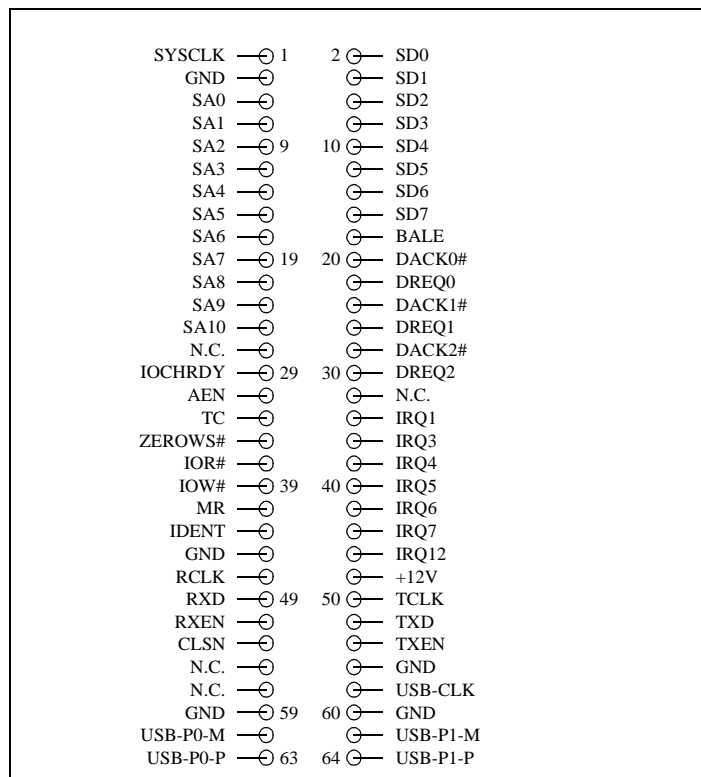 SYSCLK 1 2 SD0
GND SD1
SA0 SD2
SA1 SD3
SA2 9 10 SD4
SA3 SD5
SA4 SD6
SA5 SD7
SA6 BALE
SA7 19 20 DACK0#
SA8 DREQ0
SA9 DACK1#
SA10 DREQ1
N.C. DACK2#
IOCHRDY 29 30 DREQ2
AEN N.C.
TC IRQ1
ZEROWS# IRQ3
IOR# IRQ4
IOW# 39 40 IRQ5
MR IRQ6
IDENT IRQ7
GND IRQ12
RCLK +12V
RXD 49 50 TCLK
RXEN TXD
CLSN TXEN
N.C. GND
N.C. USB-CLK
GND 59 60 GND
USB-P0-M USB-P1-M
USB-P0-P 63 64 USB-P1-P